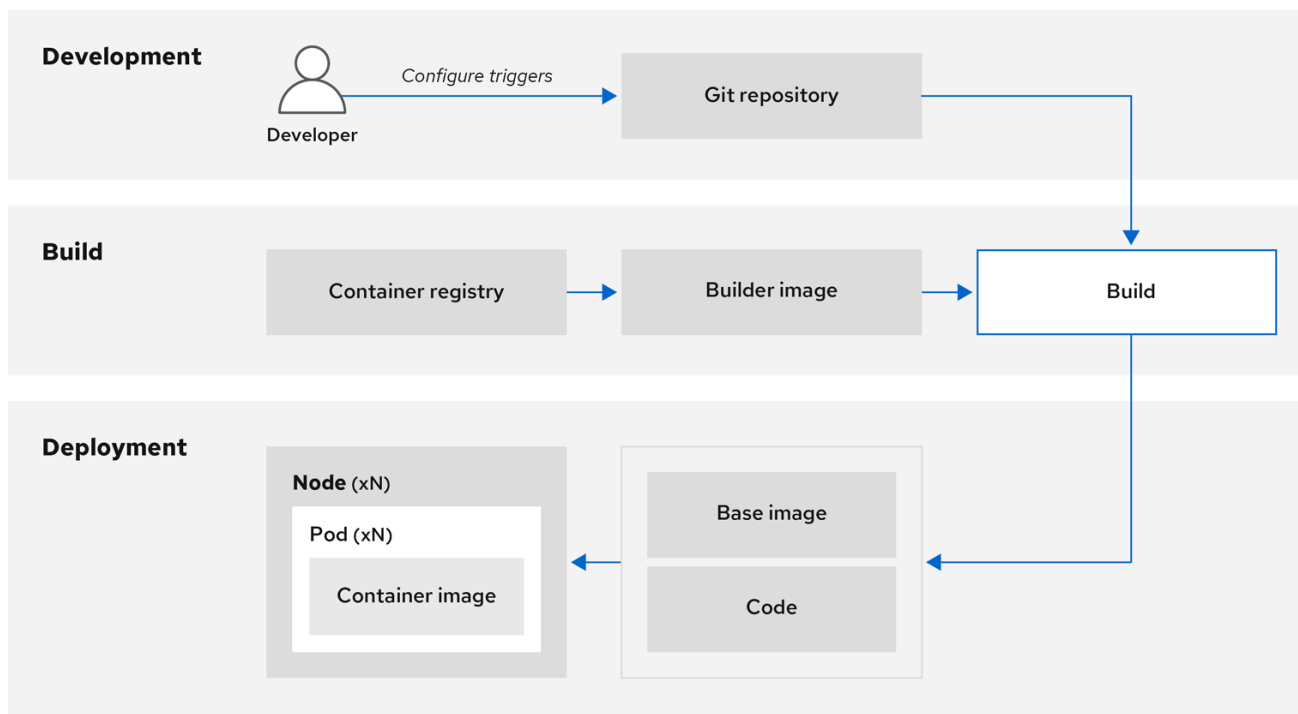 Development
Configure triggers
Developer
Git repository
Build
Container registry
Builder image
Build
Deployment
Node (xN)
Pod (xN)
Container image
Base image
Code